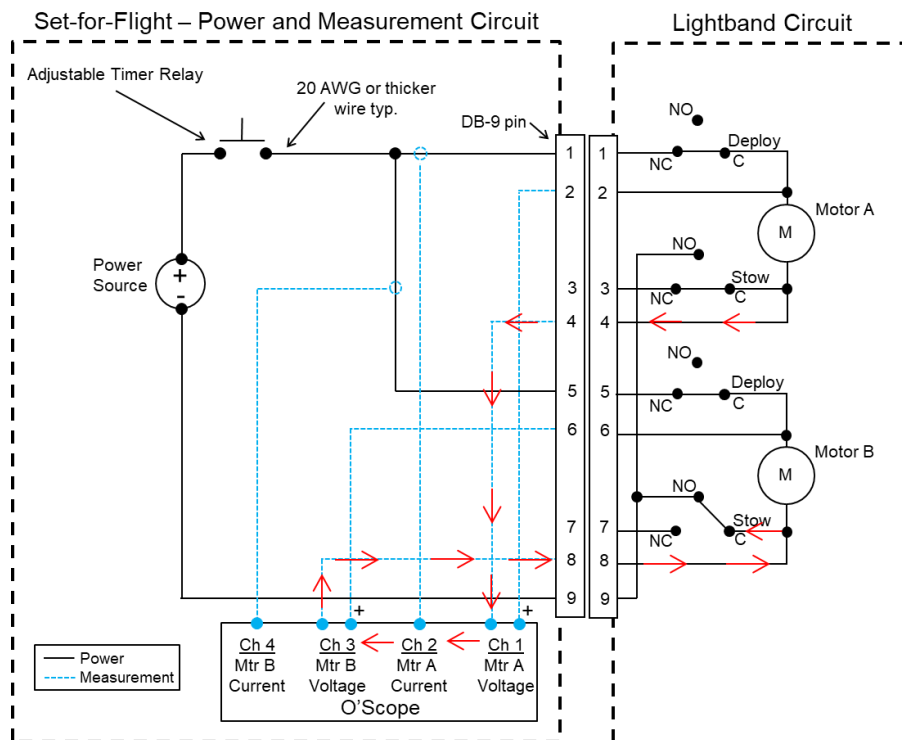 Set-for-Flight – Power and Measurement Circuit
Lightband Circuit
Adjustable Timer Relay
20 AWG or thicker
wire typ.
DB-9 pin
NO
Deploy
NC
C
1
1
2
2
Motor A
M
NO
Power
Source
+
-
Stow
3
3
NC
C
4
4
NO
Deploy
5
5
NC
C
6
6
Motor B
M
NO
Stow
7
7
NC
C
8
8
9
9
+
+
Ch 4
Mtr B
Current
Ch 3
Mtr B
Voltage
Ch 2
Mtr A
Current
Ch 1
Mtr A
Voltage
O'Scope
Power
Measurement